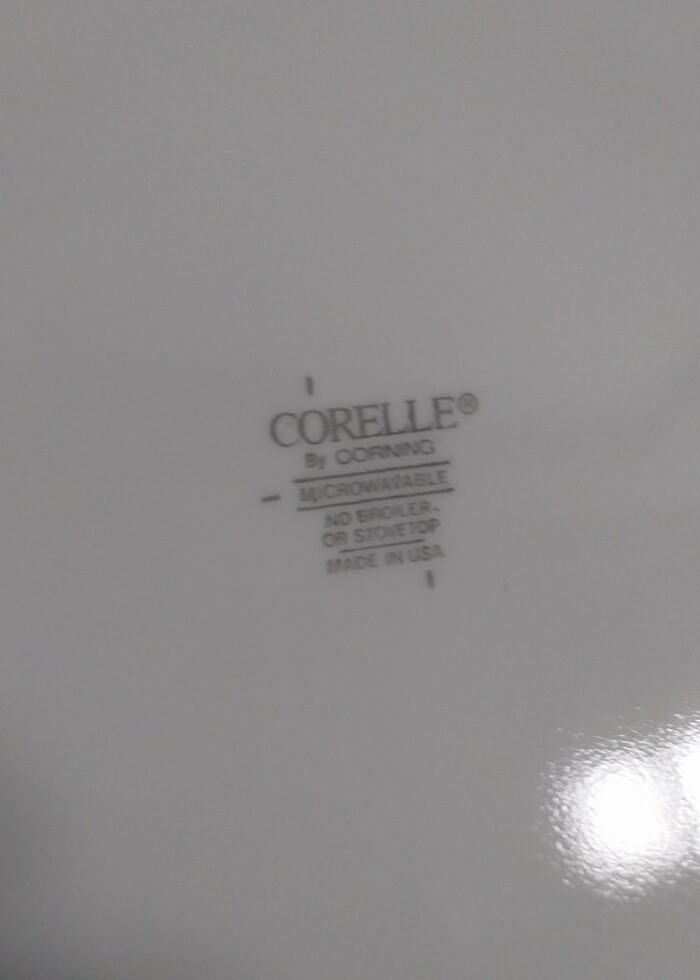 CORELLE®
By CORNING
MICROWAVABLE
NO BROILER
OR STOVETOP
MADE IN USA